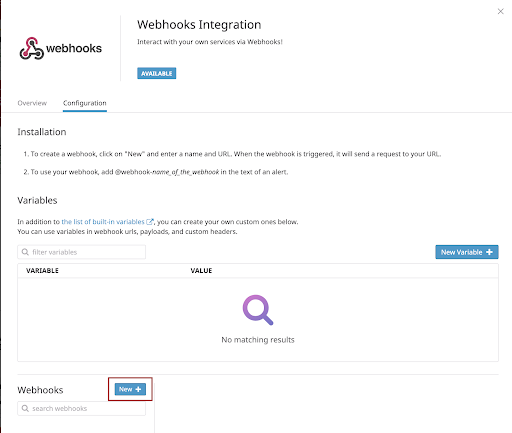 Webhooks Integration
Interact with your own services via Webhooks!
webhooks
AVAILABLE
Overview
Configuration
Installation
1. To create a webhook, click on "New" and enter a name and URL. When the webhook is triggered, it will send a request to your URL.
2. To use your webhook, add @webhook-name_of_the_webhook in the text of an alert.
Variables
In addition to the list of built-in variables, you can create your own custom ones below.
You can use variables in webhook urls, payloads, and custom headers.
filter variables
New Variable +
VARIABLE VALUE
No matching results
Webhooks
New +
search webhooks